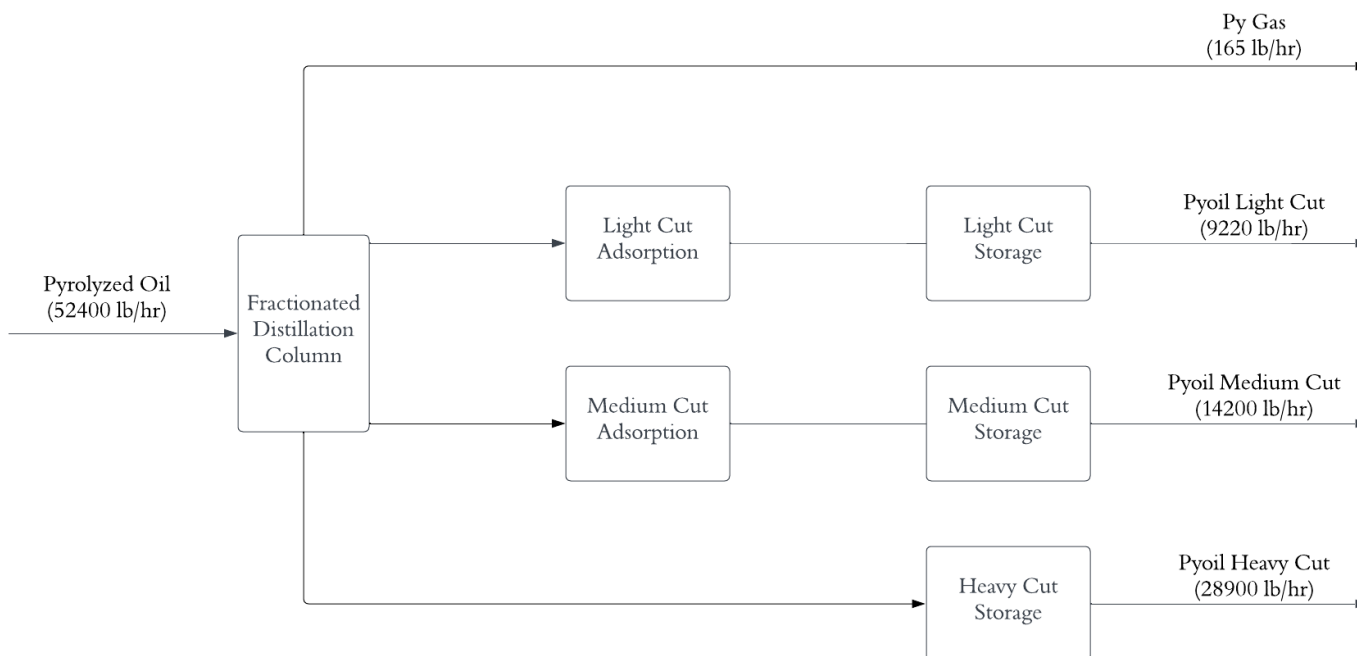 Py Gas
(165 lb/hr)
Light Cut
Adsorption
Light Cut
Storage
Pyoil Light Cut
(9220 lb/hr)
Pyrolyzed Oil
(52400 lb/hr)
Fractionated
Distillation
Column
Medium Cut
Adsorption
Medium Cut
Storage
Pyoil Medium Cut
(14200 lb/hr)
Heavy Cut
Storage
Pyoil Heavy Cut
(28900 lb/hr)